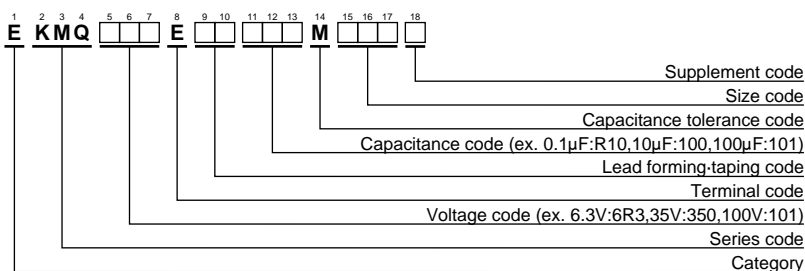 1 2 3 4 5 6 7 8 9 10 11 12 13 14 15 16 17 18
E KMQ E M
Supplement code
Size code
Capacitance tolerance code
Capacitance code (ex. 0.1μF:R10,10μF:100,100μF:101)
Lead forming·taping code
Terminal code
Voltage code (ex. 6.3V:6R3,35V:350,100V:101)
Series code
Category